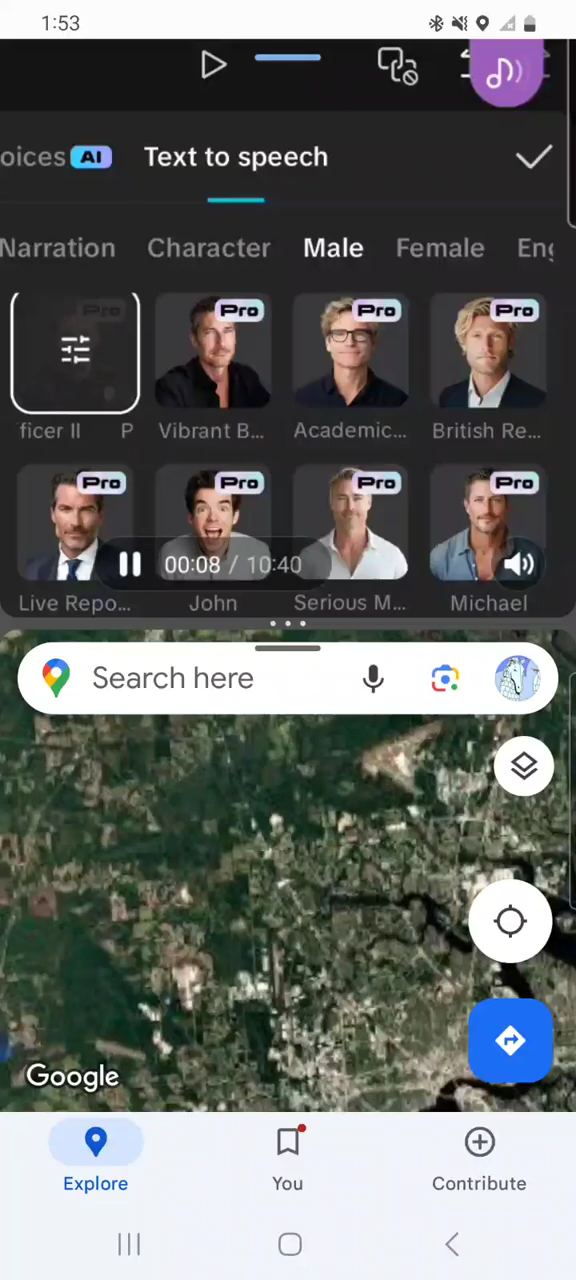 1:53
oices AI Text to speech
Narration Character Male Female Eng
Pro Pro Pro Pro
ficer II P Vibrant B... Academic... British Re...
Pro Pro Pro Pro
00:08 / 10:40
Live Repo... John Serious M... Michael
Search here
Google
Explore You Contribute